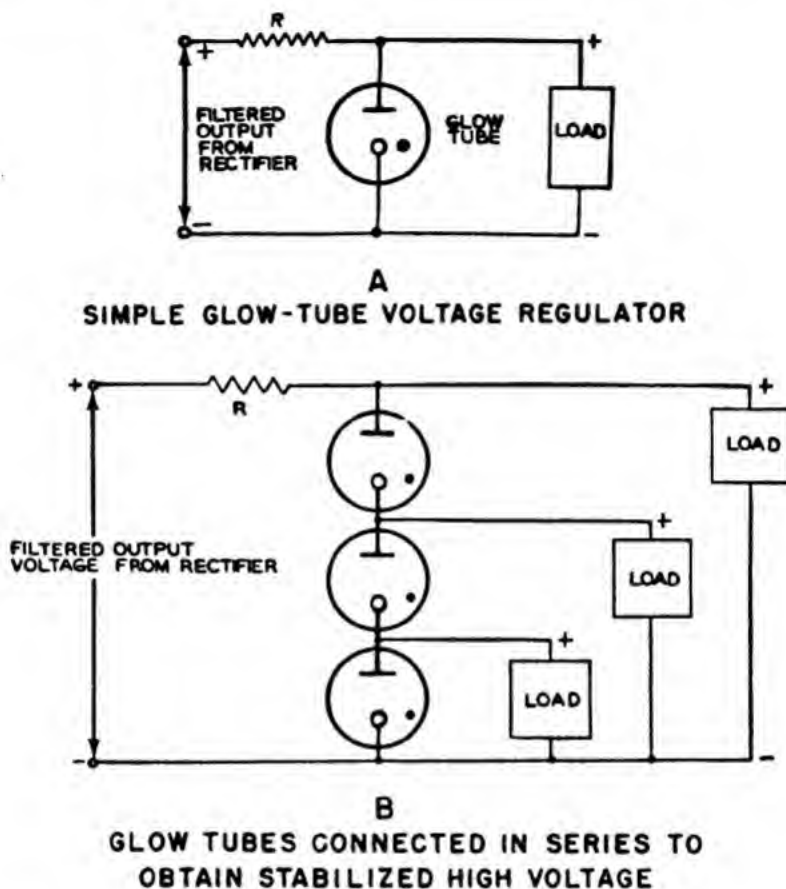 R
+
+
FILTERED
OUTPUT
FROM
RECTIFIER
GLOW
TUBE
LOAD
-
-
A
SIMPLE GLOW-TUBE VOLTAGE REGULATOR
+
R
+
LOAD
+
FILTERED OUTPUT
VOLTAGE FROM RECTIFIER
LOAD
+
LOAD
-
-
B
GLOW TUBES CONNECTED IN SERIES TO
OBTAIN STABILIZED HIGH VOLTAGE